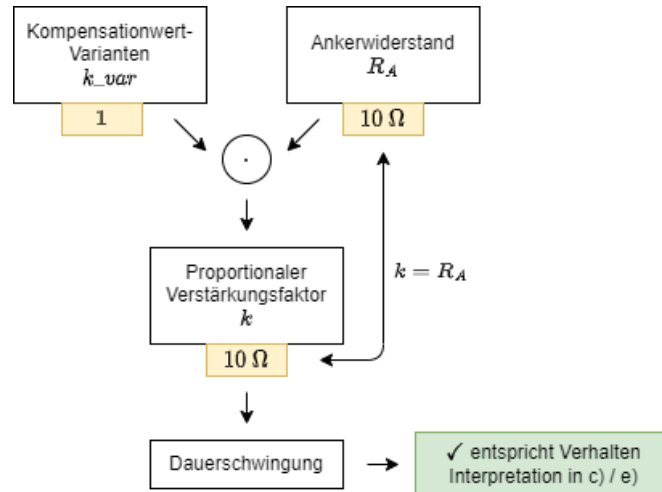 Kompensationwert-
Varianten
k_var
1
Ankerwiderstand
R_A
10 Ω
·
Proportionaler
Verstärkungsfaktor
k
10 Ω
k = R_A
Dauerschwingung
✓ entspricht Verhalten
Interpretation in c) / e)